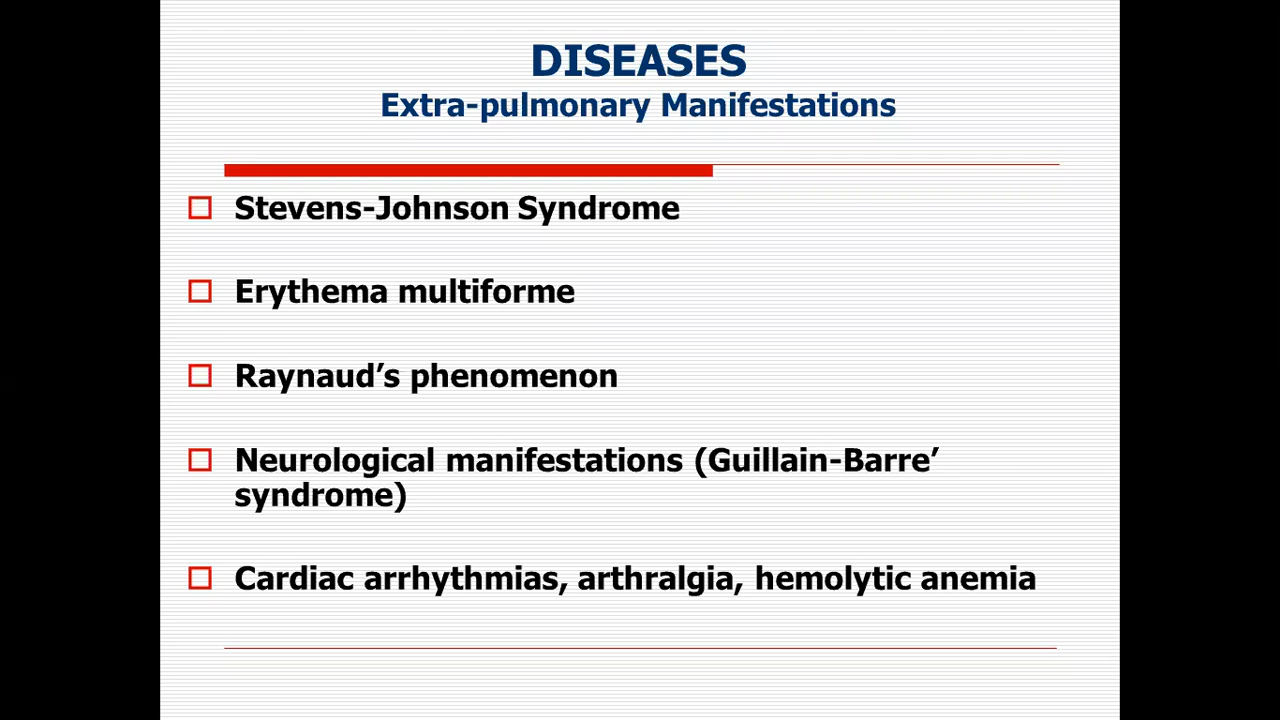 DISEASES
Extra-pulmonary Manifestations
Stevens-Johnson Syndrome
Erythema multiforme
Raynaud’s phenomenon
Neurological manifestations (Guillain-Barre’
syndrome)
Cardiac arrhythmias, arthralgia, hemolytic anemia